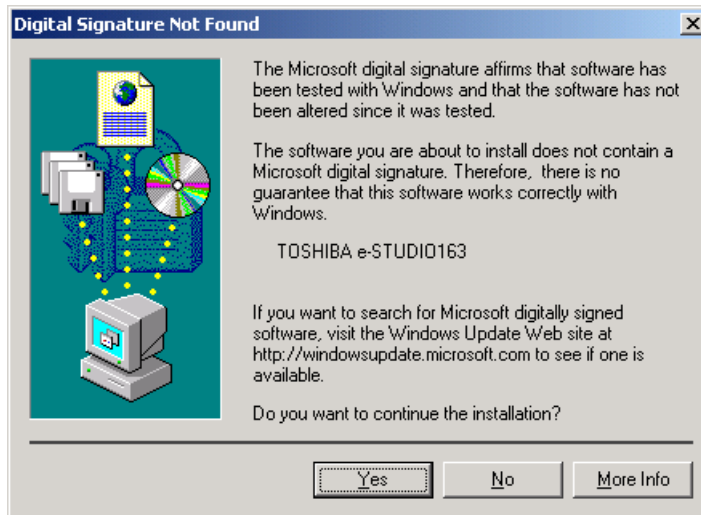 Digital Signature Not Found
The Microsoft digital signature affirms that software has
been tested with Windows and that the software has not
been altered since it was tested.
The software you are about to install does not contain a
Microsoft digital signature. Therefore,  there is no
guarantee that this software works correctly with
Windows.
TOSHIBA e-STUDIO163
If you want to search for Microsoft digitally signed
software, visit the Windows Update Web site at
http://windowsupdate.microsoft.com to see if one is
available.
Do you want to continue the installation?
Yes No More Info